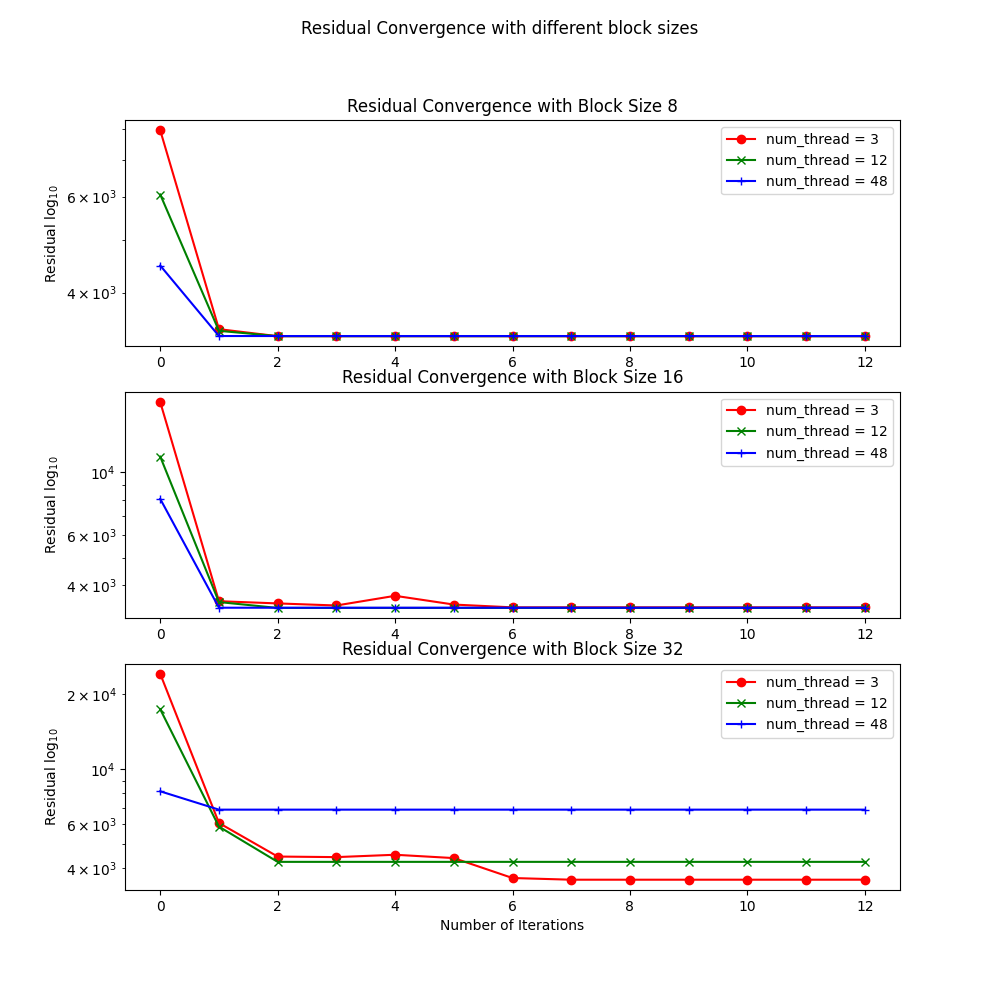 Residual Convergence with different block sizes
Residual Convergence with Block Size 8
Residual log₁₀
6 × 10³
4 × 10³
num_thread = 3
num_thread = 12
num_thread = 48
0 2 4 6 8 10 12
Residual Convergence with Block Size 16
Residual log₁₀
10⁴
6 × 10³
4 × 10³
num_thread = 3
num_thread = 12
num_thread = 48
0 2 4 6 8 10 12
Residual Convergence with Block Size 32
Residual log₁₀
2 × 10⁴
10⁴
6 × 10³
4 × 10³
num_thread = 3
num_thread = 12
num_thread = 48
0 2 4 6 8 10 12
Number of Iterations